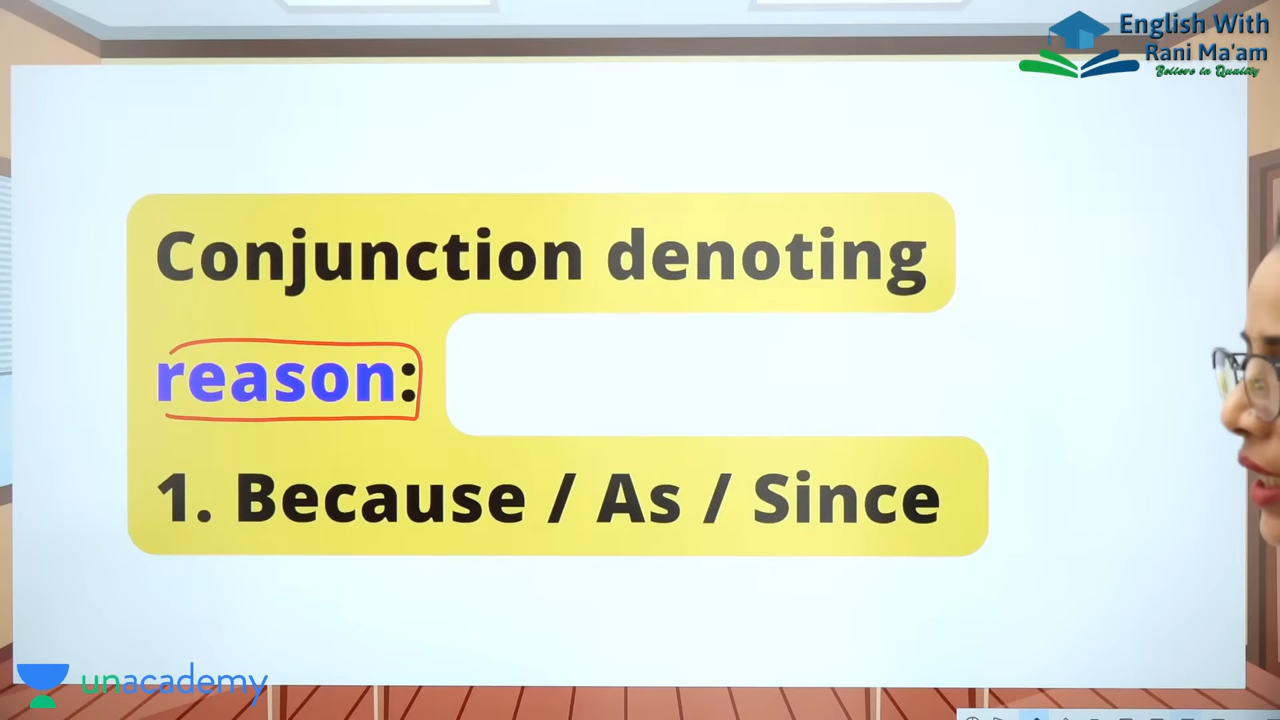 English With
Rani Ma'am
Believe in Quality
Conjunction denoting
reason:
1. Because / As / Since
unacademy